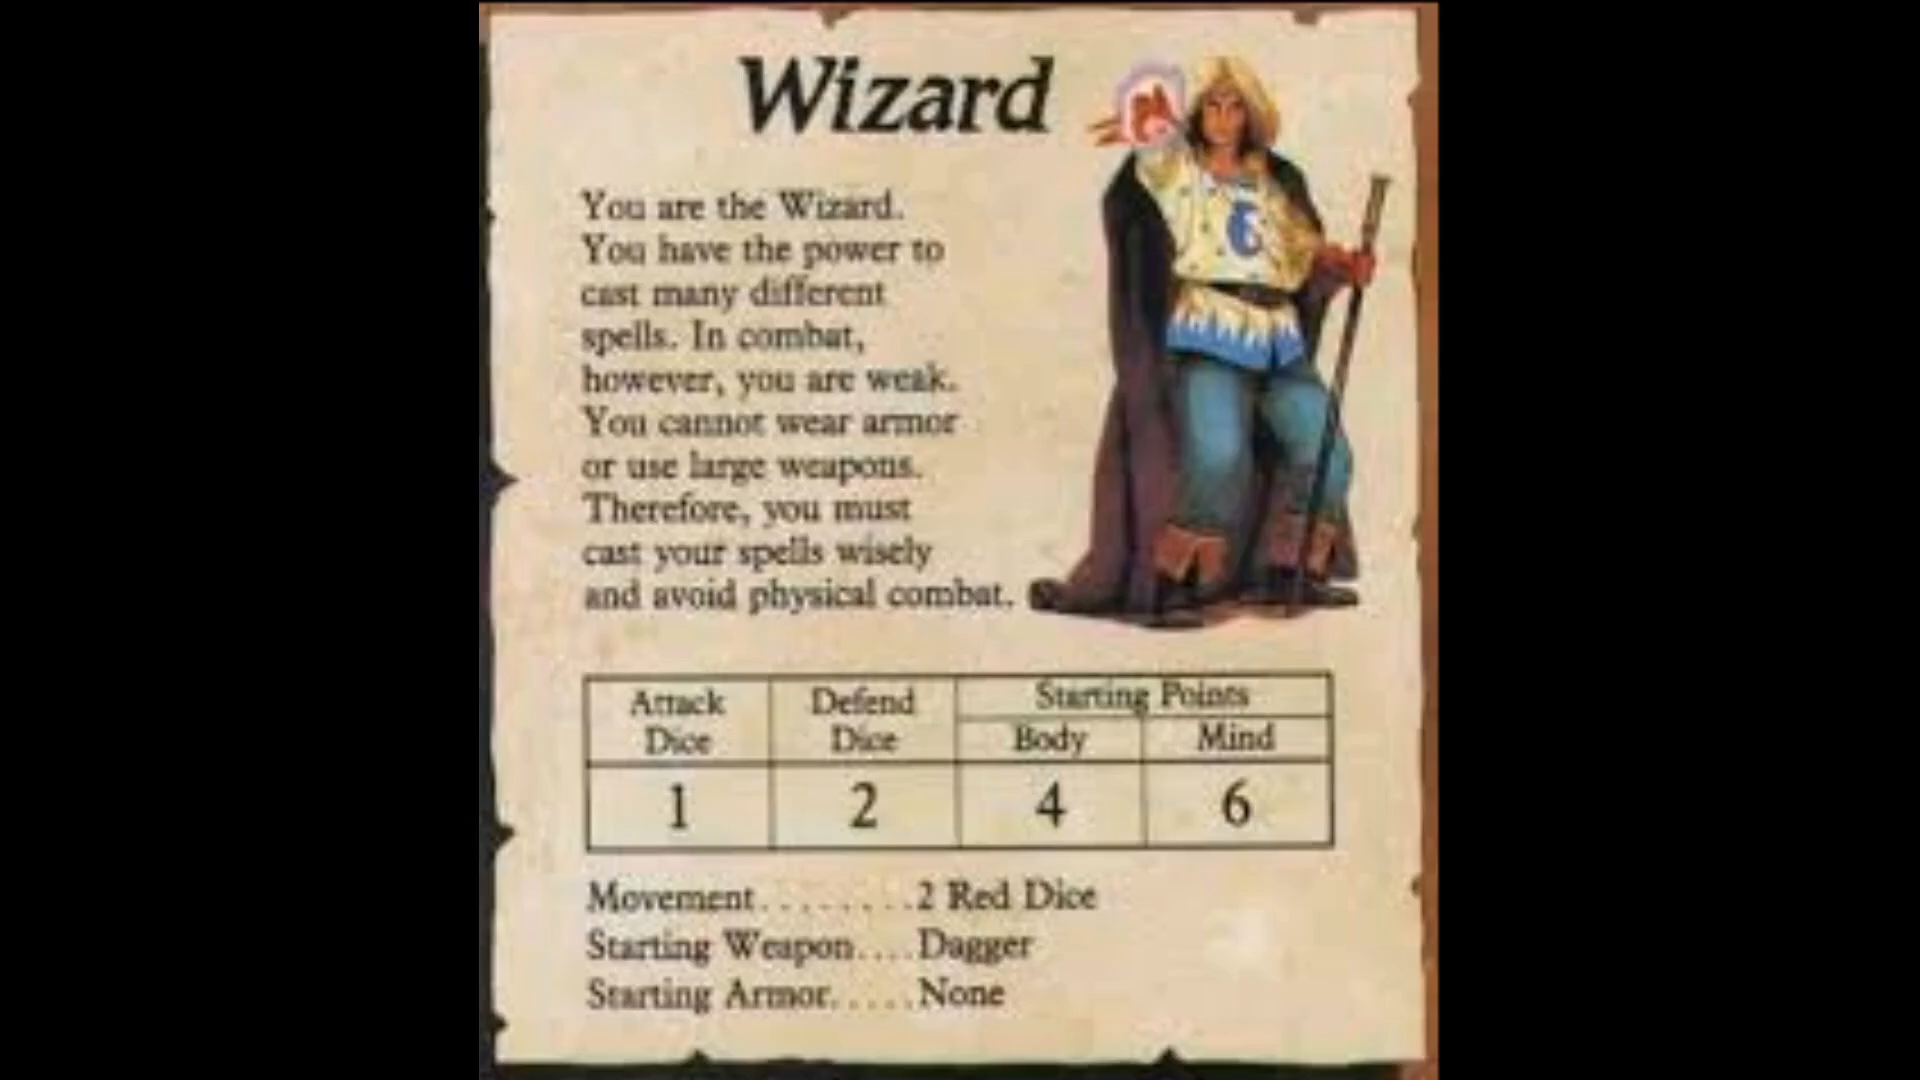 Wizard
You are the Wizard.
You have the power to
cast many different
spells. In combat,
however, you are weak.
You cannot wear armor
or use large weapons.
Therefore, you must
cast your spells wisely
and avoid physical combat.
Attack Dice
Defend Dice
Starting Points
Body
Mind
1
2
4
6
Movement........2 Red Dice
Starting Weapon....Dagger
Starting Armor.....None